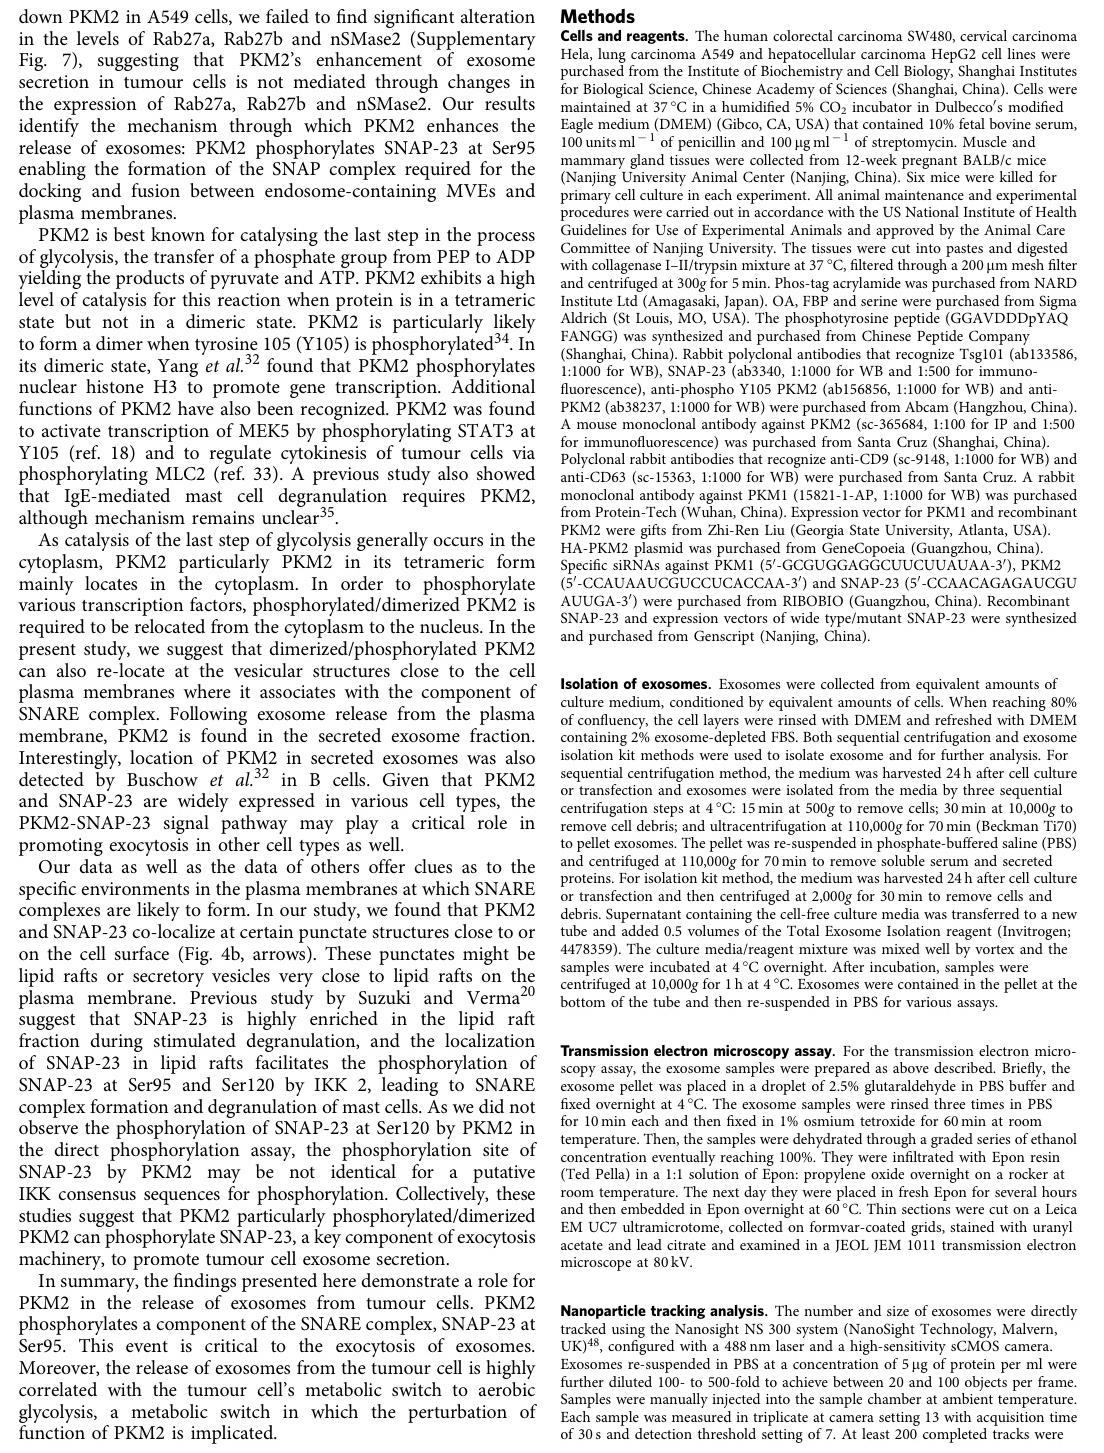 down PKM2 in A549 cells, we failed to find significant alteration
in the levels of Rab27a, Rab27b and nSMase2 (Supplementary
Fig. 7), suggesting that PKM2's enhancement of exosome
secretion in tumour cells is not mediated through changes in
the expression of Rab27a, Rab27b and nSMase2. Our results
identify the mechanism through which PKM2 enhances the
release of exosomes: PKM2 phosphorylates SNAP-23 at Ser95
enabling the formation of the SNAP complex required for the
docking and fusion between endosome-containing MVEs and
plasma membranes.
PKM2 is best known for catalysing the last step in the process
of glycolysis, the transfer of a phosphate group from PEP to ADP
yielding the products of pyruvate and ATP. PKM2 exhibits a high
level of catalysis for this reaction when protein is in a tetrameric
state but not in a dimeric state. PKM2 is particularly likely
to form a dimer when tyrosine 105 (Y105) is phosphorylated34. In
its dimeric state, Yang et al.32 found that PKM2 phosphorylates
nuclear histone H3 to promote gene transcription. Additional
functions of PKM2 have also been recognized. PKM2 was found
to activate transcription of MEK5 by phosphorylating STAT3 at
Y105 (ref. 18) and to regulate cytokinesis of tumour cells via
phosphorylating MLC2 (ref. 33). A previous study also showed
that IgE-mediated mast cell degranulation requires PKM2,
although mechanism remains unclear35.
As catalysis of the last step of glycolysis generally occurs in the
cytoplasm, PKM2 particularly PKM2 in its tetrameric form
mainly locates in the cytoplasm. In order to phosphorylate
various transcription factors, phosphorylated/dimerized PKM2 is
required to be relocated from the cytoplasm to the nucleus. In the
present study, we suggest that dimerized/phosphorylated PKM2
can also re-locate at the vesicular structures close to the cell
plasma membranes where it associates with the component of
SNARE complex. Following exosome release from the plasma
membrane, PKM2 is found in the secreted exosome fraction.
Interestingly, location of PKM2 in secreted exosomes was also
detected by Buschow et al.32 in B cells. Given that PKM2
and SNAP-23 are widely expressed in various cell types, the
PKM2-SNAP-23 signal pathway may play a critical role in
promoting exocytosis in other cell types as well.
Our data as well as the data of others offer clues as to the
specific environments in the plasma membranes at which SNARE
complexes are likely to form. In our study, we found that PKM2
and SNAP-23 co-localize at certain punctate structures close to or
on the cell surface (Fig. 4b, arrows). These punctates might be
lipid rafts or secretory vesicles very close to lipid rafts on the
plasma membrane. Previous study by Suzuki and Verma20
suggest that SNAP-23 is highly enriched in the lipid raft
fraction during stimulated degranulation, and the localization
of SNAP-23 in lipid rafts facilitates the phosphorylation of
SNAP-23 at Ser95 and Ser120 by IKK 2, leading to SNARE
complex formation and degranulation of mast cells. As we did not
observe the phosphorylation of SNAP-23 at Ser120 by PKM2 in
the direct phosphorylation assay, the phosphorylation site of
SNAP-23 by PKM2 may be not identical for a putative
IKK consensus sequences for phosphorylation. Collectively, these
studies suggest that PKM2 particularly phosphorylated/dimerized
PKM2 can phosphorylate SNAP-23, a key component of exocytosis
machinery, to promote tumour cell exosome secretion.
In summary, the findings presented here demonstrate a role for
PKM2 in the release of exosomes from tumour cells. PKM2
phosphorylates a component of the SNARE complex, SNAP-23 at
Ser95. This event is critical to the exocytosis of exosomes.
Moreover, the release of exosomes from the tumour cell is highly
correlated with the tumour cell's metabolic switch to aerobic
glycolysis, a metabolic switch in which the perturbation of
function of PKM2 is implicated.
Methods
Cells and reagents. The human colorectal carcinoma SW480, cervical carcinoma
Hela, lung carcinoma A549 and hepatocellular carcinoma HepG2 cell lines were
purchased from the Institute of Biochemistry and Cell Biology, Shanghai Institutes
for Biological Science, Chinese Academy of Sciences (Shanghai, China). Cells were
maintained at 37 °C in a humidified 5% CO2 incubator in Dulbecco's modified
Eagle medium (DMEM) (Gibco, CA, USA) that contained 10% fetal bovine serum,
100 units ml−1 of penicillin and 100 μg ml−1 of streptomycin. Muscle and
mammary gland tissues were collected from 12-week pregnant BALB/c mice
(Nanjing University Animal Center (Nanjing, China). Six mice were killed for
primary cell culture in each experiment. All animal maintenance and experimental
procedures were carried out in accordance with the US National Institute of Health
Guidelines for Use of Experimental Animals and approved by the Animal Care
Committee of Nanjing University. The tissues were cut into pastes and digested
with collagenase I–II/trypsin mixture at 37 °C, filtered through a 200 μm mesh filter
and centrifuged at 300g for 5 min. Phos-tag acrylamide was purchased from NARD
Institute Ltd (Amagasaki, Japan). OA, FBP and serine were purchased from Sigma
Aldrich (St Louis, MO, USA). The phosphotyrosine peptide (GGAVDDDpYAQ
FANGG) was synthesized and purchased from Chinese Peptide Company
(Shanghai, China). Rabbit polyclonal antibodies that recognize Tsg101 (ab133586,
1:1000 for WB), SNAP-23 (ab3340, 1:1000 for WB and 1:500 for immuno-
fluorescence), anti-phospho Y105 PKM2 (ab156856, 1:1000 for WB) and anti-
PKM2 (ab38237, 1:1000 for WB) were purchased from Abcam (Hangzhou, China).
A mouse monoclonal antibody against PKM2 (sc-365684, 1:100 for IP and 1:500
for immunofluorescence) was purchased from Santa Cruz (Shanghai, China).
Polyclonal rabbit antibodies that recognize anti-CD9 (sc-9148, 1:1000 for WB) and
anti-CD63 (sc-15363, 1:1000 for WB) were purchased from Santa Cruz. A rabbit
monoclonal antibody against PKM1 (15821-1-AP, 1:1000 for WB) was purchased
from Protein-Tech (Wuhan, China). Expression vector for PKM1 and recombinant
PKM2 were gifts from Zhi-Ren Liu (Georgia State University, Atlanta, USA).
HA-PKM2 plasmid was purchased from GeneCopoeia (Guangzhou, China).
Specific siRNAs against PKM1 (5′-GCGUGGAGGCUUCUUAUAA-3′), PKM2
(5′-CCAUAAUCGUCCUCACCAA-3′) and SNAP-23 (5′-CCAACAGAGAUCGU
AUUGA-3′) were purchased from RIBOBIO (Guangzhou, China). Recombinant
SNAP-23 and expression vectors of wide type/mutant SNAP-23 were synthesized
and purchased from Genscript (Nanjing, China).
Isolation of exosomes. Exosomes were collected from equivalent amounts of
culture medium, conditioned by equivalent amounts of cells. When reaching 80%
of confluency, the cell layers were rinsed with DMEM and refreshed with DMEM
containing 2% exosome-depleted FBS. Both sequential centrifugation and exosome
isolation kit methods were used to isolate exosome and for further analysis. For
sequential centrifugation method, the medium was harvested 24 h after cell culture
or transfection and exosomes were isolated from the media by three sequential
centrifugation steps at 4 °C: 15 min at 500g to remove cells; 30 min at 10,000g to
remove cell debris; and ultracentrifugation at 110,000g for 70 min (Beckman Ti70)
to pellet exosomes. The pellet was re-suspended in phosphate-buffered saline (PBS)
and centrifuged at 110,000g for 70 min to remove soluble serum and secreted
proteins. For isolation kit method, the medium was harvested 24 h after cell culture
or transfection and then centrifuged at 2,000g for 30 min to remove cells and
debris. Supernatant containing the cell-free culture media was transferred to a new
tube and added 0.5 volumes of the Total Exosome Isolation reagent (Invitrogen;
4478359). The culture media/reagent mixture was mixed well by vortex and the
samples were incubated at 4 °C overnight. After incubation, samples were
centrifuged at 10,000g for 1 h at 4 °C. Exosomes were contained in the pellet at the
bottom of the tube and then re-suspended in PBS for various assays.
Transmission electron microscopy assay. For the transmission electron micro-
scopy assay, the exosome samples were prepared as above described. Briefly, the
exosome pellet was placed in a droplet of 2.5% glutaraldehyde in PBS buffer and
fixed overnight at 4 °C. The exosome samples were rinsed three times in PBS
for 10 min each and then fixed in 1% osmium tetroxide for 60 min at room
temperature. Then, the samples were dehydrated through a graded series of ethanol
concentration eventually reaching 100%. They were infiltrated with Epon resin
(Ted Pella) in a 1:1 solution of Epon: propylene oxide overnight on a rocker at
room temperature. The next day they were placed in fresh Epon for several hours
and then embedded in Epon overnight at 60 °C. Thin sections were cut on a Leica
EM UC7 ultramicrotome, collected on formvar-coated grids, stained with uranyl
acetate and lead citrate and examined in a JEOL JEM 1011 transmission electron
microscope at 80 kV.
Nanoparticle tracking analysis. The number and size of exosomes were directly
tracked using the Nanosight NS 300 system (NanoSight Technology, Malvern,
UK)48, configured with a 488 nm laser and a high-sensitivity sCMOS camera.
Exosomes re-suspended in PBS at a concentration of 5 μg of protein per ml were
further diluted 100- to 500-fold to achieve between 20 and 100 objects per frame.
Samples were manually injected into the sample chamber at ambient temperature.
Each sample was measured in triplicate at camera setting 13 with acquisition time
of 30 s and detection threshold setting of 7. At least 200 completed tracks were